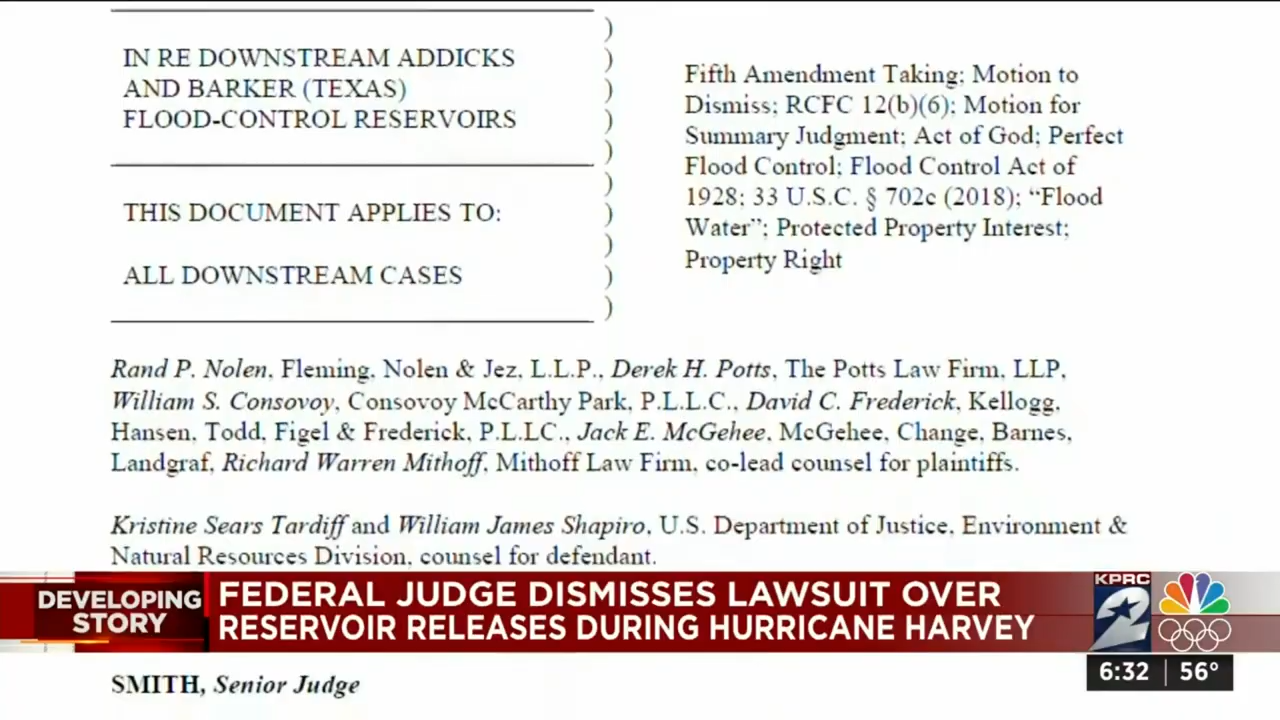 IN RE DOWNSTREAM ADDICKS
AND BARKER (TEXAS)
FLOOD-CONTROL RESERVOIRS
THIS DOCUMENT APPLIES TO:
ALL DOWNSTREAM CASES
)
)
)
)
)
)
)
)
)
)
Fifth Amendment Taking; Motion to
Dismiss; RCFC 12(b)(6); Motion for
Summary Judgment; Act of God; Perfect
Flood Control; Flood Control Act of
1928; 33 U.S.C. § 702c (2018); “Flood
Water”; Protected Property Interest;
Property Right
Rand P. Nolen, Fleming, Nolen & Jez, L.L.P., Derek H. Potts, The Potts Law Firm, LLP,
William S. Consovoy, Consovoy McCarthy Park, P.L.L.C., David C. Frederick, Kellogg,
Hansen, Todd, Figel & Frederick, P.L.LC., Jack E. McGehee, McGehee, Change, Barnes,
Landgraf, Richard Warren Mithoff, Mithoff Law Firm, co-lead counsel for plaintiffs.
Kristine Sears Tardiff and William James Shapiro, U.S. Department of Justice, Environment &
Natural Resources Division, counsel for defendant.
DEVELOPING
STORY
FEDERAL JUDGE DISMISSES LAWSUIT OVER
RESERVOIR RELEASES DURING HURRICANE HARVEY
KPRC
2
6:32 56°
SMITH, Senior Judge